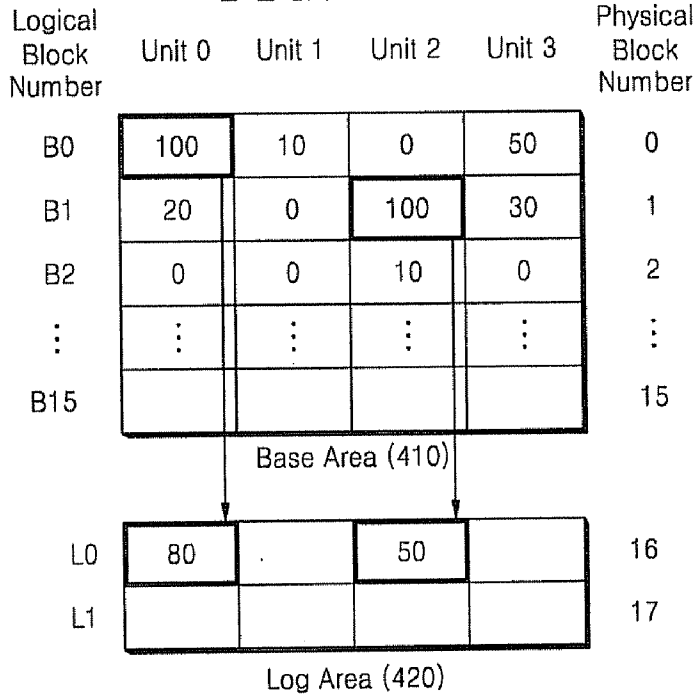 Logical Block Number
Unit 0 Unit 1 Unit 2 Unit 3
Physical Block Number
B0 100 10 0 50 0
B1 20 0 100 30 1
B2 0 0 10 0 2
⋮ ⋮ ⋮ ⋮ ⋮ ⋮
B15 15
Base Area (410)
L0 80 50 16
L1 17
Log Area (420)